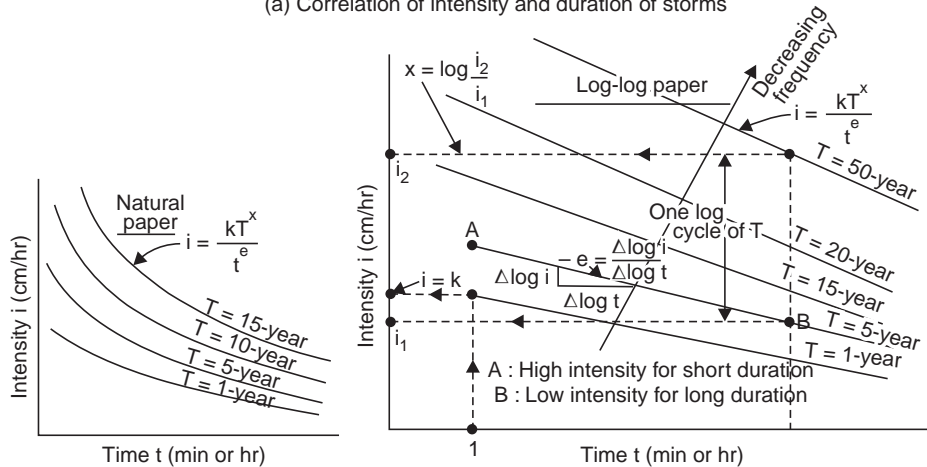 (a) Correlation of intensity and duration of storms
Natural
paper
i = kT^x / t^e
T = 15-year
T = 10-year
T = 5-year
T = 1-year
Intensity i (cm/hr)
Time t (min or hr)
x = log i2 / i1
Log-log paper
Decreasing
frequency
i = kT^x / t^e
T = 50-year
i2
One log
cycle of T
T = 20-year
A
– e = Δlog i / Δlog t
Δlog i
Δlog t
T = 15-year
i = k
i1
B
T = 5-year
T = 1-year
A : High intensity for short duration
B : Low intensity for long duration
Intensity i (cm/hr)
1
Time t (min or hr)